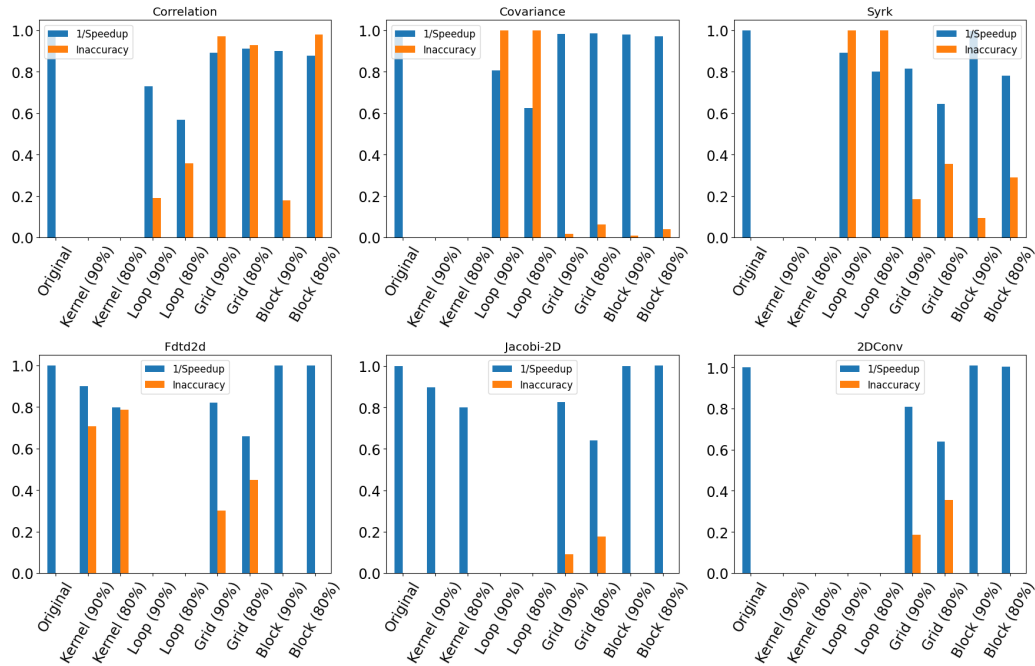 Correlation
1.0
0.8
0.6
0.4
0.2
0.0
1/Speedup
Inaccuracy
Original
Kernel (90%)
Kernel (80%)
Loop (90%)
Loop (80%)
Grid (90%)
Grid (80%)
Block (90%)
Block (80%)
Covariance
1.0
0.8
0.6
0.4
0.2
0.0
1/Speedup
Inaccuracy
Original
Kernel (90%)
Kernel (80%)
Loop (90%)
Loop (80%)
Grid (90%)
Grid (80%)
Block (90%)
Block (80%)
Syrk
1.0
0.8
0.6
0.4
0.2
0.0
1/Speedup
Inaccuracy
Original
Kernel (90%)
Kernel (80%)
Loop (90%)
Loop (80%)
Grid (90%)
Grid (80%)
Block (90%)
Block (80%)
Fdtd2d
1.0
0.8
0.6
0.4
0.2
0.0
1/Speedup
Inaccuracy
Original
Kernel (90%)
Kernel (80%)
Loop (90%)
Loop (80%)
Grid (90%)
Grid (80%)
Block (90%)
Block (80%)
Jacobi-2D
1.0
0.8
0.6
0.4
0.2
0.0
1/Speedup
Inaccuracy
Original
Kernel (90%)
Kernel (80%)
Loop (90%)
Loop (80%)
Grid (90%)
Grid (80%)
Block (90%)
Block (80%)
2DConv
1.0
0.8
0.6
0.4
0.2
0.0
1/Speedup
Inaccuracy
Original
Kernel (90%)
Kernel (80%)
Loop (90%)
Loop (80%)
Grid (90%)
Grid (80%)
Block (90%)
Block (80%)